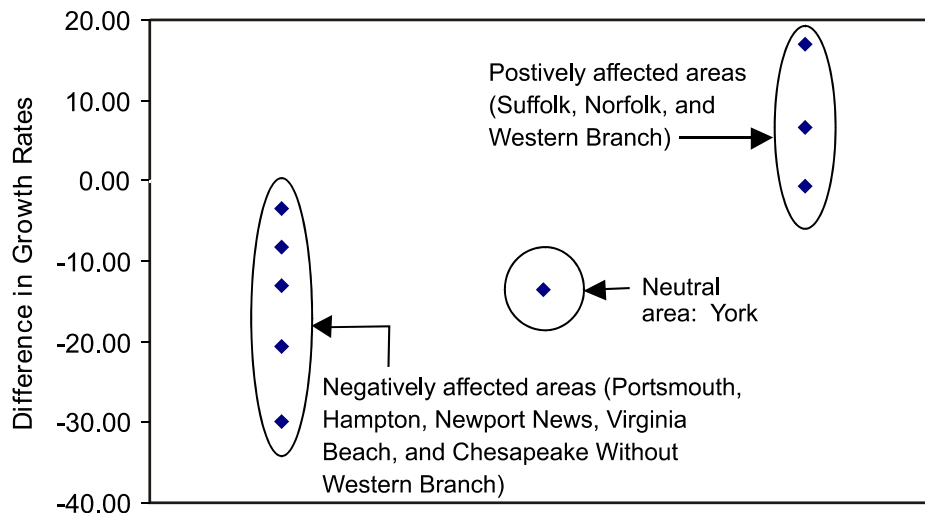 Difference in Growth Rates
20.00
10.00
0.00
-10.00
-20.00
-30.00
-40.00
Postively affected areas
(Suffolk, Norfolk, and
Western Branch)
Neutral
area: York
Negatively affected areas (Portsmouth,
Hampton, Newport News, Virginia
Beach, and Chesapeake Without
Western Branch)